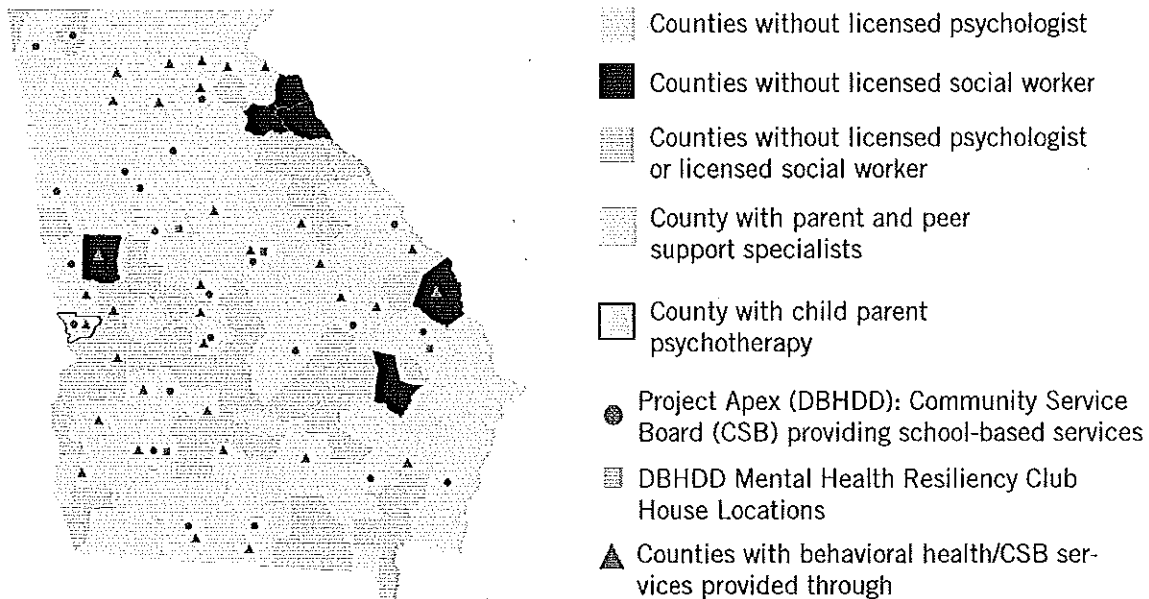 Counties without licensed psychologist
Counties without licensed social worker
Counties without licensed psychologist
or licensed social worker
County with parent and peer
support specialists
County with child parent
psychotherapy
Project Apex (DBHDD): Community Service
Board (CSB) providing school-based services
DBHDD Mental Health Resiliency Club
House Locations
Counties with behavioral health/CSB ser-
vices provided through